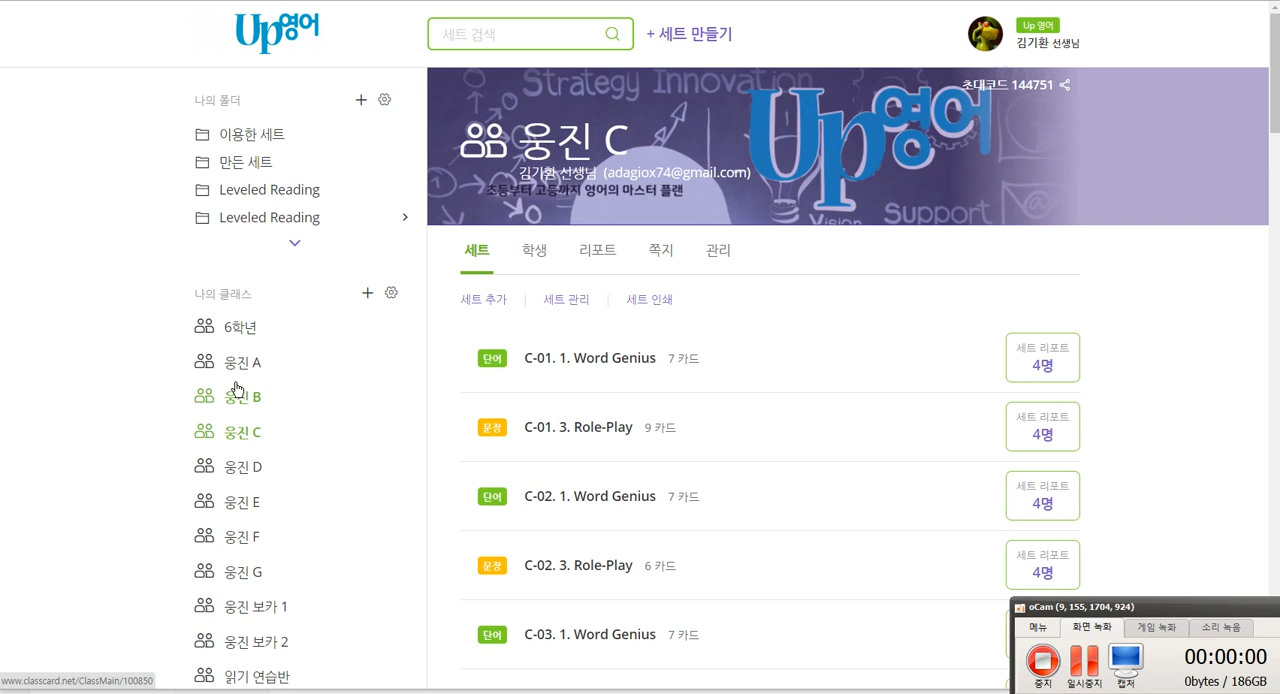 Up영어
세트 검색
+ 세트 만들기
Up 영어
김기환 선생님
나의 폴더
이용한 세트
만든 세트
Leveled Reading
Leveled Reading
나의 클래스
6학년
웅진 A
웅진 B
웅진 C
웅진 D
웅진 E
웅진 F
웅진 G
웅진 보카 1
웅진 보카 2
읽기 연습반
www.classcard.net/ClassMain/100850
Strategy Innovation
초대코드 144751
웅진 C
Up영어
김기환 선생님 (adagiox74@gmail.com)
초등부터 고등까지 영어의 마스터 플랜
Vision
Support
세트 학생 리포트 쪽지 관리
세트 추가 | 세트 관리 | 세트 인쇄
단어 C-01. 1. Word Genius 7 카드
세트 리포트
4명
문장 C-01. 3. Role-Play 9 카드
세트 리포트
4명
단어 C-02. 1. Word Genius 7 카드
세트 리포트
4명
문장 C-02. 3. Role-Play 6 카드
세트 리포트
4명
단어 C-03. 1. Word Genius 7 카드
oCam (9, 155, 1704, 924)
메뉴 화면 녹화 게임 녹화 소리 녹음
중지 일시중지 캡처
00:00:00
0bytes / 186GB